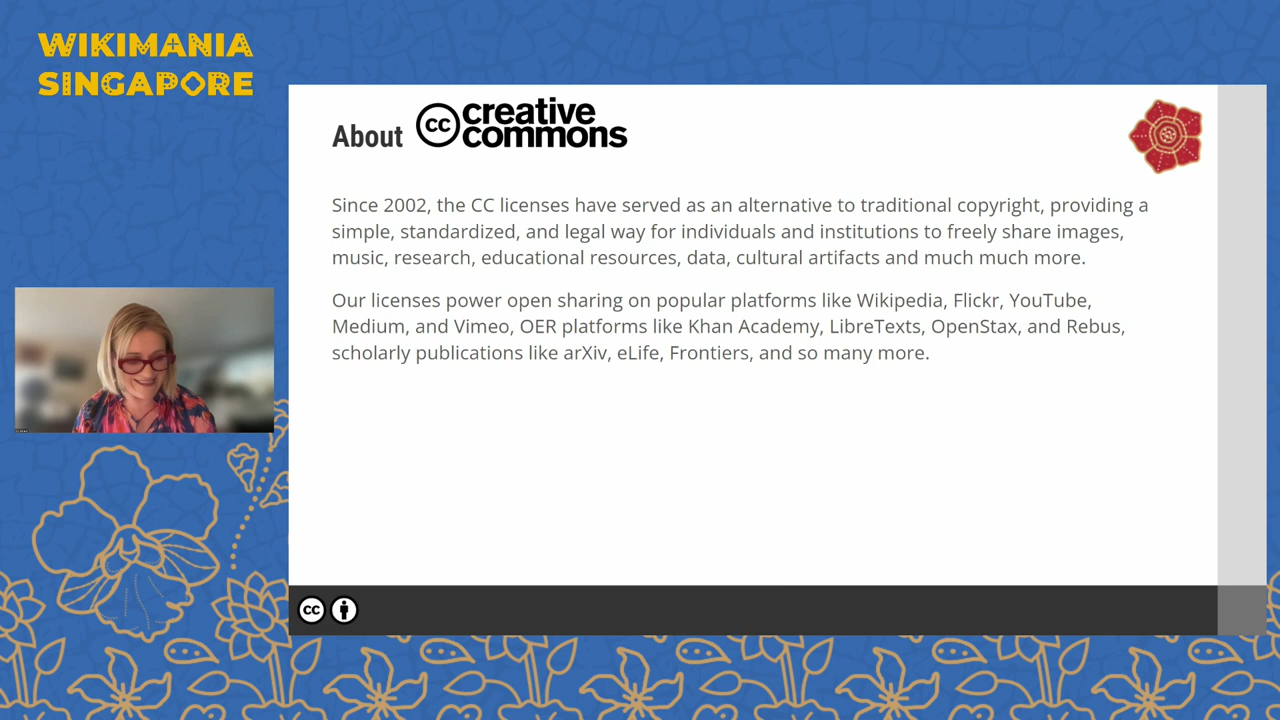 WIKIMANIA
SINGAPORE
About cc creative
commons
Since 2002, the CC licenses have served as an alternative to traditional copyright, providing a
simple, standardized, and legal way for individuals and institutions to freely share images,
music, research, educational resources, data, cultural artifacts and much much more.
Our licenses power open sharing on popular platforms like Wikipedia, Flickr, YouTube,
Medium, and Vimeo, OER platforms like Khan Academy, LibreTexts, OpenStax, and Rebus,
scholarly publications like arXiv, eLife, Frontiers, and so many more.
cc